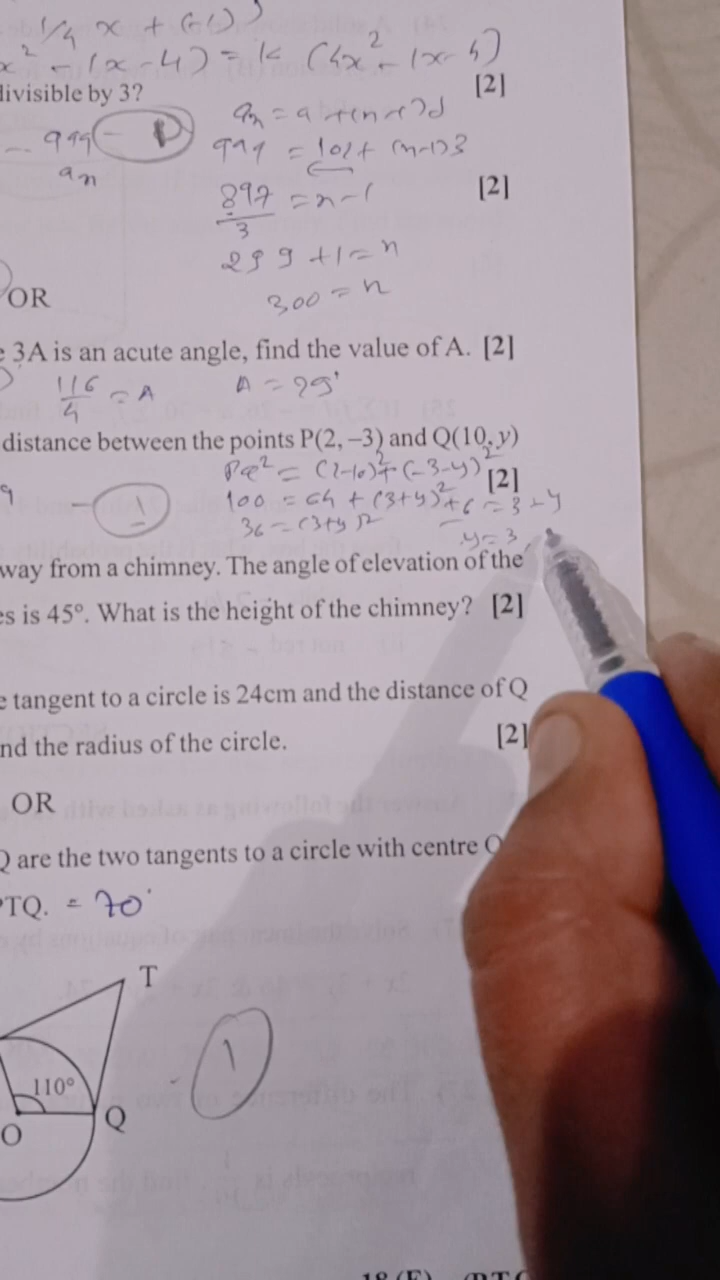 1/4 x + (-1)
x² - (x - 4) = k (4x² - 1x - 4)
divisible by 3?
[2]
an = a + (n-1)d
- 999
999 = 102 + (n-1)3
an
[2]
897/3 = n-1
299 + 1 = n
OR
300 = n
3A is an acute angle, find the value of A. [2]
116/4 = A
A = 29°
distance between the points P(2, –3) and Q(10, y)
PQ² = (2-10)² + (-3-y)²
[2]
100 = 64 + (3+y)²
±6 = 3+y
1
36 = (3+y)²
y = 3,
way from a chimney. The angle of elevation of the
es is 45°. What is the height of the chimney? [2]
e tangent to a circle is 24cm and the distance of Q
nd the radius of the circle. [2]
OR
Q are the two tangents to a circle with centre O
PTQ. = 70°
T
1
110°
O
Q
18 (E)